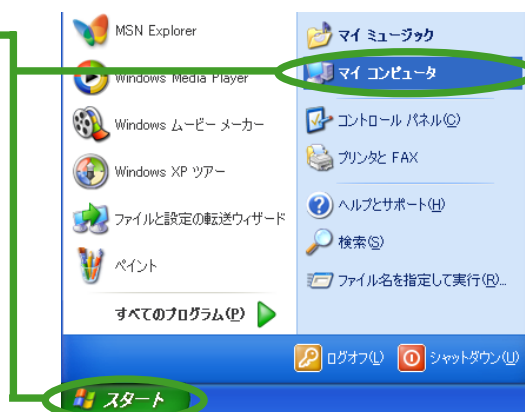 MSN Explorer
Windows Media Player
Windows ムービー メーカー
Windows XP ツアー
ファイルと設定の転送ウィザード
ペイント
すべてのプログラム(P)
マイ ミュージック
マイ コンピュータ
コントロール パネル(C)
プリンタと FAX
ヘルプとサポート(H)
検索(S)
ファイル名を指定して実行(R)...
ログオフ(L)
シャットダウン(U)
スタート